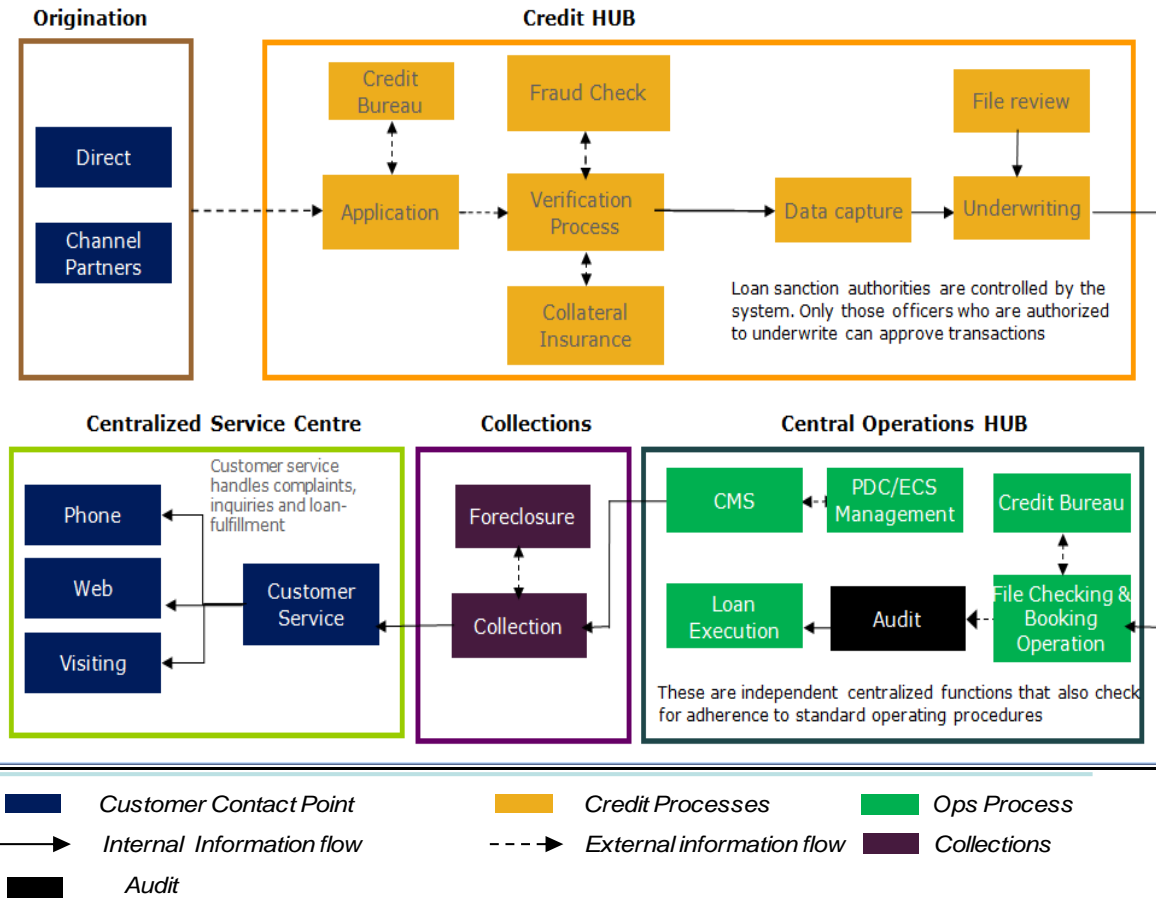 Origination
Credit HUB
Direct
Channel
Partners
Credit
Bureau
Fraud Check
File review
Application
Verification
Process
Data capture
Underwriting
Collateral
Insurance
Loan sanction authorities are controlled by the
system. Only those officers who are authorized
to underwrite can approve transactions
Centralized Service Centre
Collections
Central Operations HUB
Customer service
handles complaints,
inquiries and loan-
fulfillment
Phone
Web
Visiting
Customer
Service
Foreclosure
Collection
CMS
PDC/ECS
Management
Credit Bureau
Loan
Execution
Audit
File Checking &
Booking
Operation
These are independent centralized functions that also check
for adherence to standard operating procedures
Customer Contact Point
Credit Processes
Ops Process
Internal Information flow
External information flow
Collections
Audit